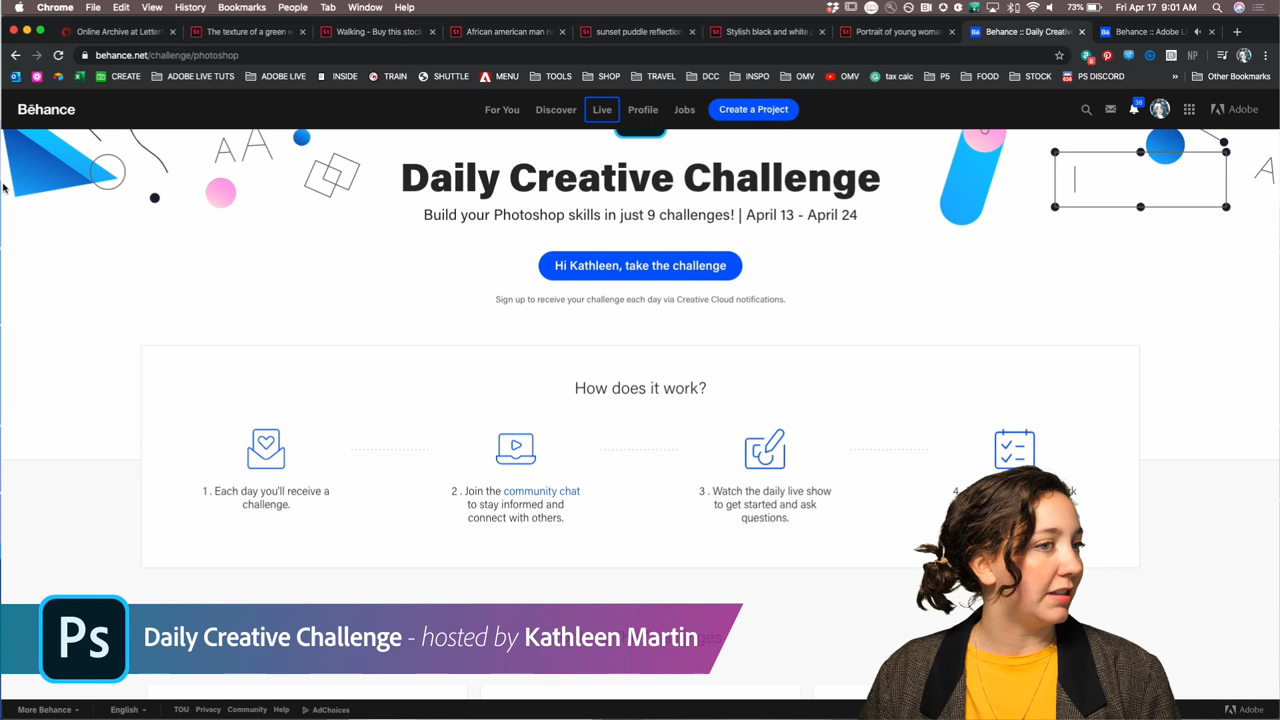 Chrome File Edit View History Bookmarks People Tab Window Help
73% Fri Apr 17 9:01 AM
Online Archive at Letterf
The texture of a green w
Walking - Buy this stock
African american man ri
sunset puddle reflection
Stylish black and white
Portrait of young woman
Behance :: Daily Creative
Behance :: Adobe Li
behance.net/challenge/photoshop
CREATE ADOBE LIVE TUTS ADOBE LIVE INSIDE TRAIN SHUTTLE MENU TOOLS SHOP TRAVEL DCC INSPO OMV OMV tax calc P5 FOOD STOCK PS DISCORD » Other Bookmarks
Bēhance For You Discover Live Profile Jobs Create a Project 38 Adobe
A A
A
Daily Creative Challenge
Build your Photoshop skills in just 9 challenges! | April 13 - April 24
Hi Kathleen, take the challenge
Sign up to receive your challenge each day via Creative Cloud notifications.
How does it work?
1 . Each day you'll receive a
challenge.
2 . Join the community chat
to stay informed and
connect with others.
3 . Watch the daily live show
to get started and ask
questions.
4.
Ps
Daily Creative Challenge - hosted by Kathleen Martin
More Behance English TOU Privacy Community Help AdChoices Adobe